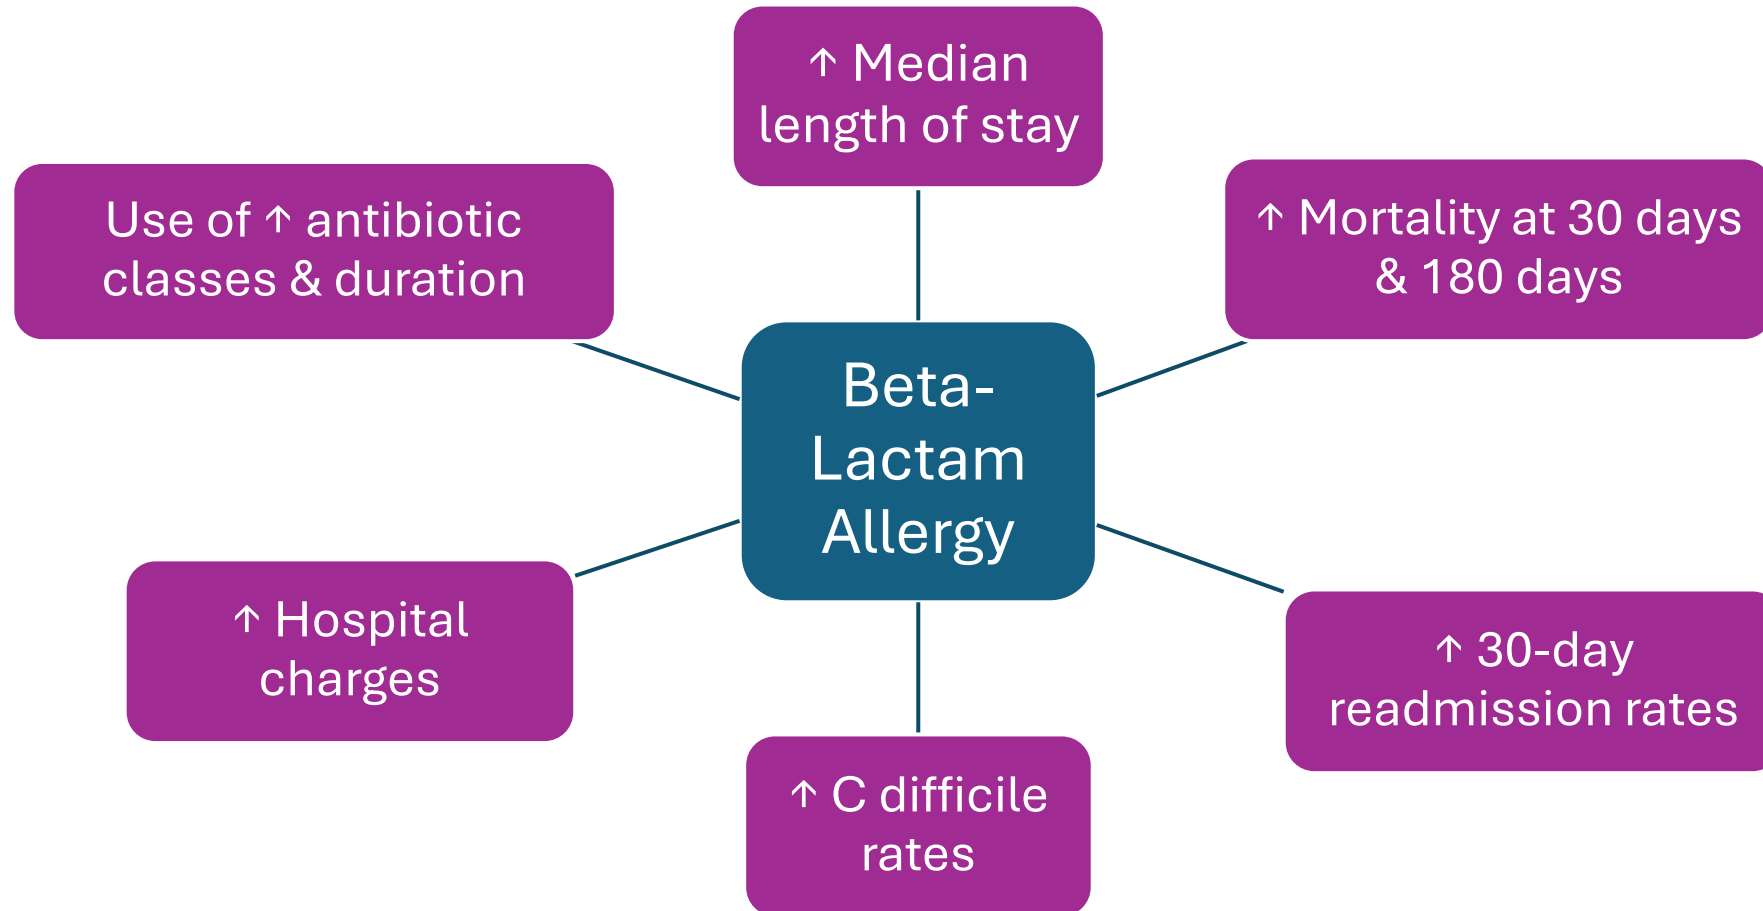 ↑ Median
length of stay
Use of ↑ antibiotic
classes & duration
↑ Mortality at 30 days
& 180 days
Beta-
Lactam
Allergy
↑ Hospital
charges
↑ 30-day
readmission rates
↑ C difficile
rates